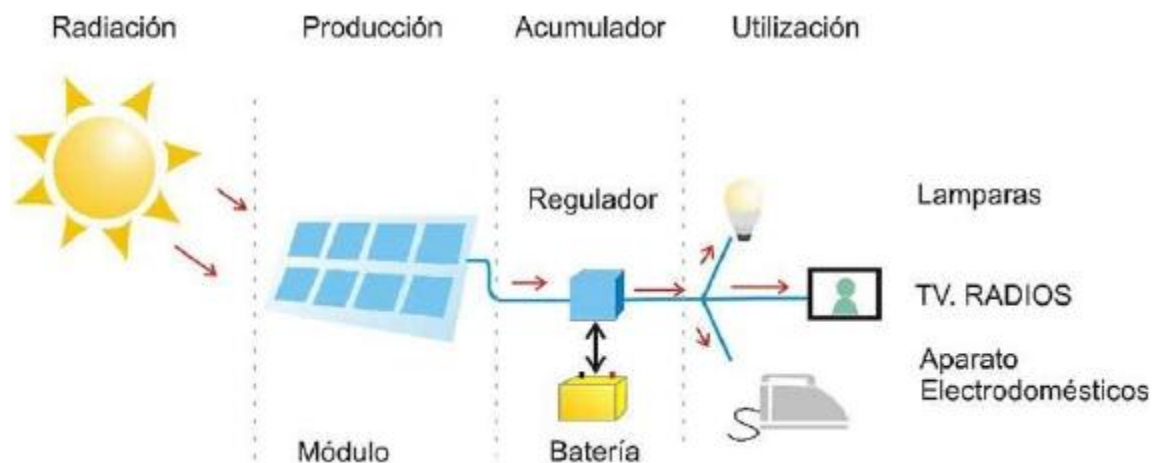 Radiación
Producción
Acumulador
Utilización
Regulador
Lamparas
TV. RADIOS
Aparato
Electrodomésticos
Módulo
Batería